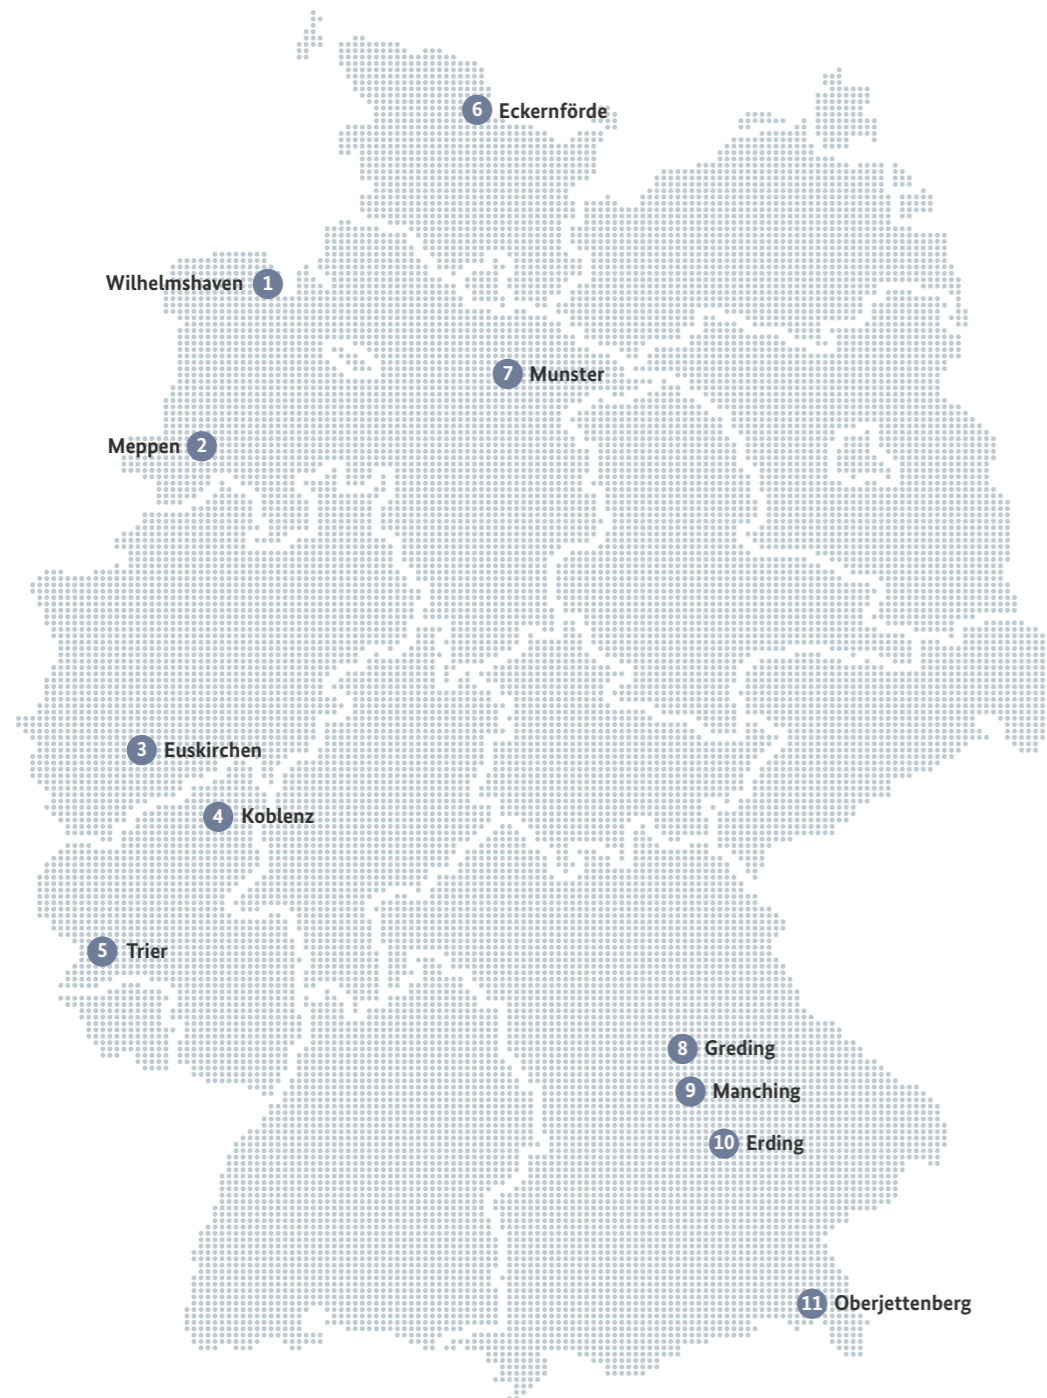 6 Eckernförde
Wilhelmshaven 1
7 Munster
Meppen 2
3 Euskirchen
4 Koblenz
5 Trier
8 Greding
9 Manching
10 Erding
11 Oberjettenberg